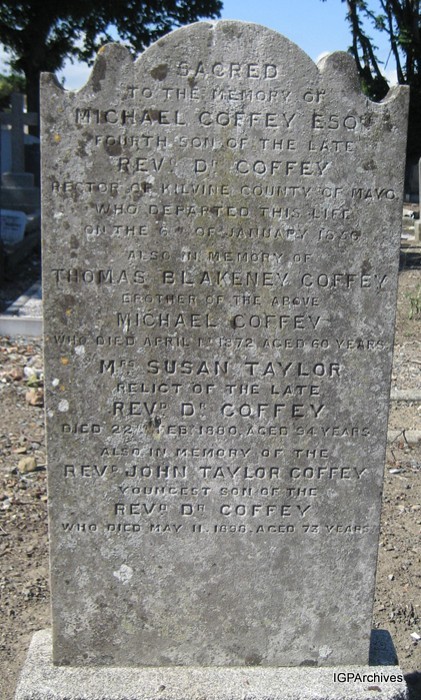 SACRED
TO THE MEMORY OF
MICHAEL COFFEY ESQR
FOURTH SON OF THE LATE
REVD DR COFFEY
RECTOR OF KILVINE COUNTY OF MAYO,
WHO DEPARTED THIS LIFE
ON THE 6TH OF JANUARY
ALSO IN MEMORY OF
THOMAS BLAKENEY COFFEY
BROTHER OF THE ABOVE
MICHAEL COFFEY
WHO DIED APRIL 1ST 1872, AGED 60 YEARS
MRS SUSAN TAYLOR
RELICT OF THE LATE
REVD DR COFFEY
DIED 22ND FEB. 1880, AGED 94 YEARS
ALSO IN MEMORY OF THE
REVD JOHN TAYLOR COFFEY
YOUNGEST SON OF THE
REVD DR COFFEY
WHO DIED MAY 11, 1898, AGED 73 YEARS
IGPArchives